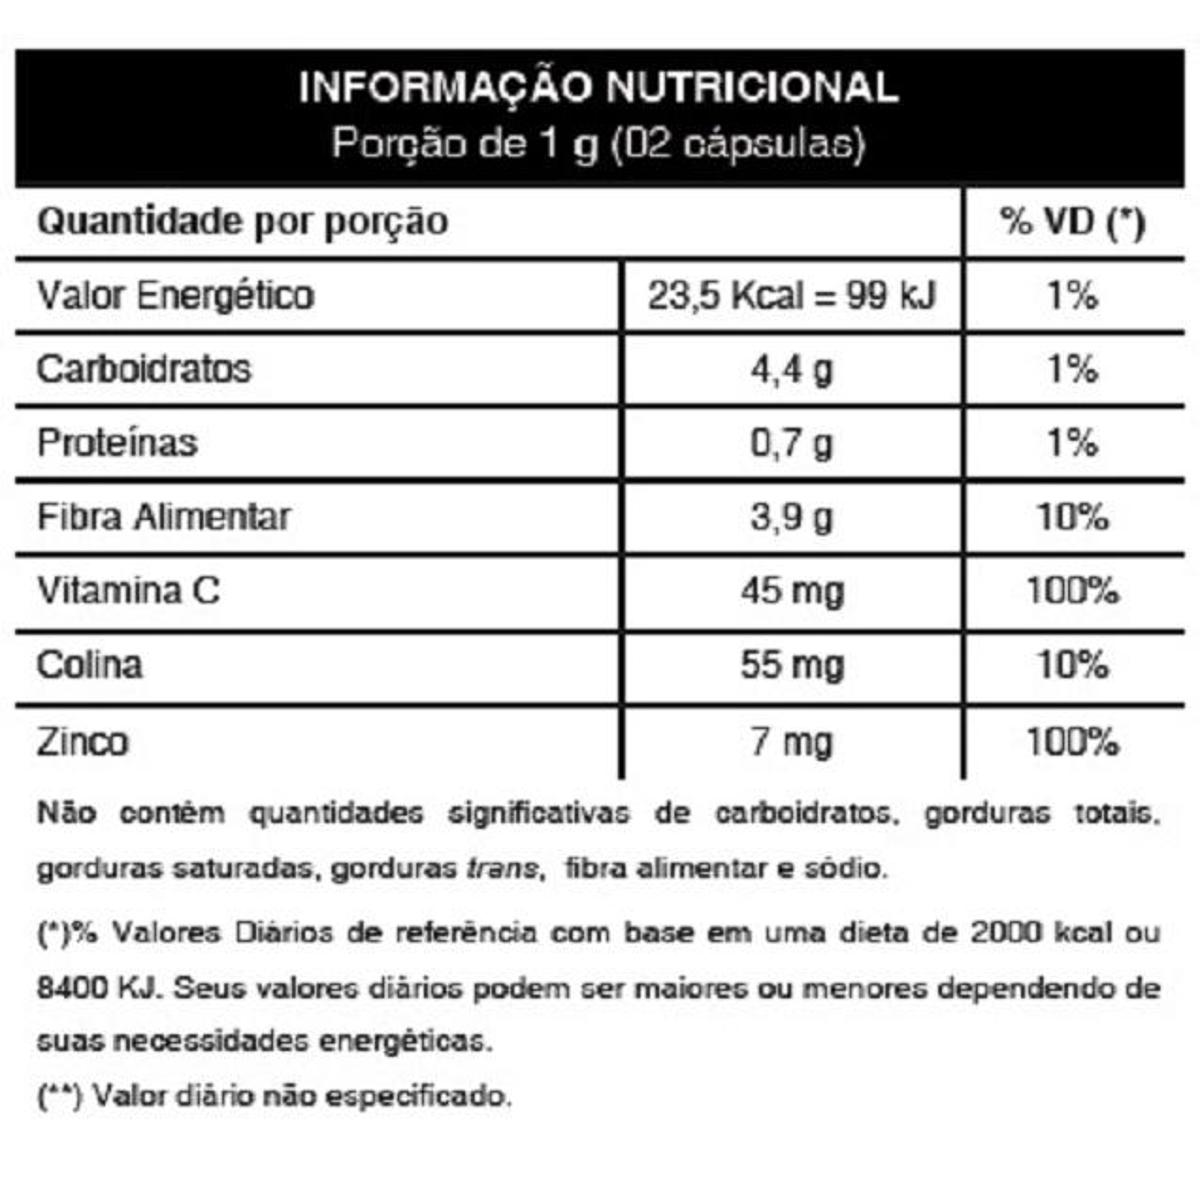 INFORMAÇÃO NUTRICIONAL
Porção de 1 g (02 cápsulas)
Quantidade por porção % VD (*)
Valor Energético 23,5 Kcal = 99 kJ 1%
Carboidratos 4,4 g 1%
Proteínas 0,7 g 1%
Fibra Alimentar 3,9 g 10%
Vitamina C 45 mg 100%
Colina 55 mg 10%
Zinco 7 mg 100%
Não contêm quantidades significativas de carboidratos, gorduras totais,
gorduras saturadas, gorduras trans, fibra alimentar e sódio.
(*)% Valores Diários de referência com base em uma dieta de 2000 kcal ou
8400 KJ. Seus valores diários podem ser maiores ou menores dependendo de
suas necessidades energéticas.
(**) Valor diário não especificado.